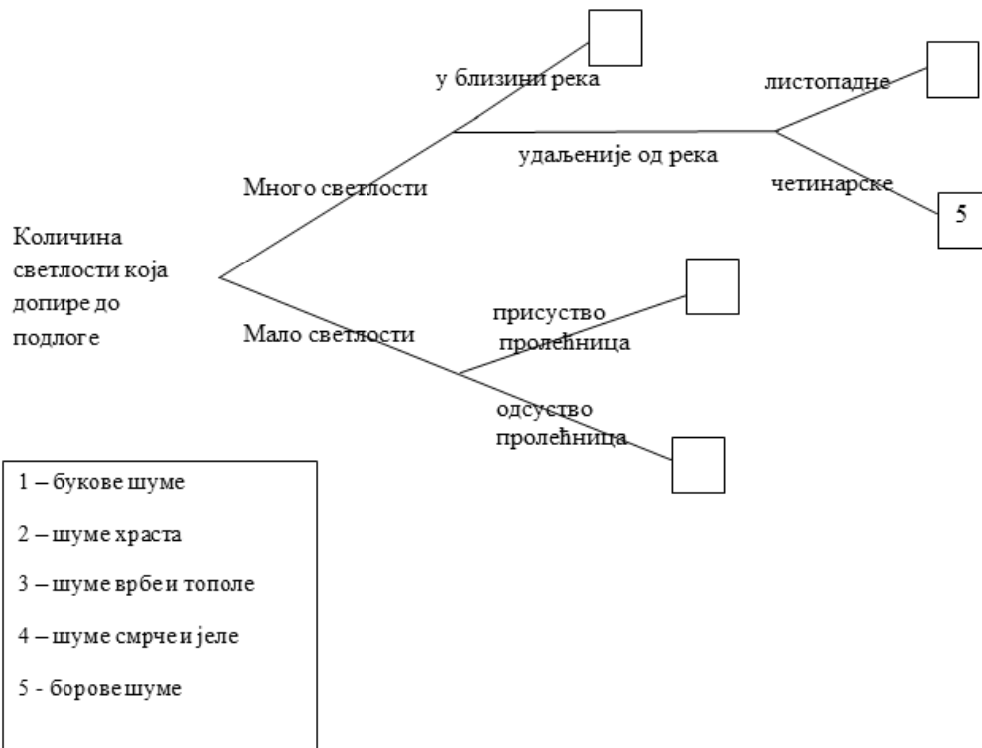 у близини река
листопадне
удаљеније од река
Много светлости
четинарске
5
Количина
светлости која
допире до
подлоге
присуство
пролећница
Мало светлости
одсуство
пролећница
1 – букове шуме
2 – шуме храста
3 – шуме врбе и тополе
4 – шуме смрче и јеле
5 - борове шуме